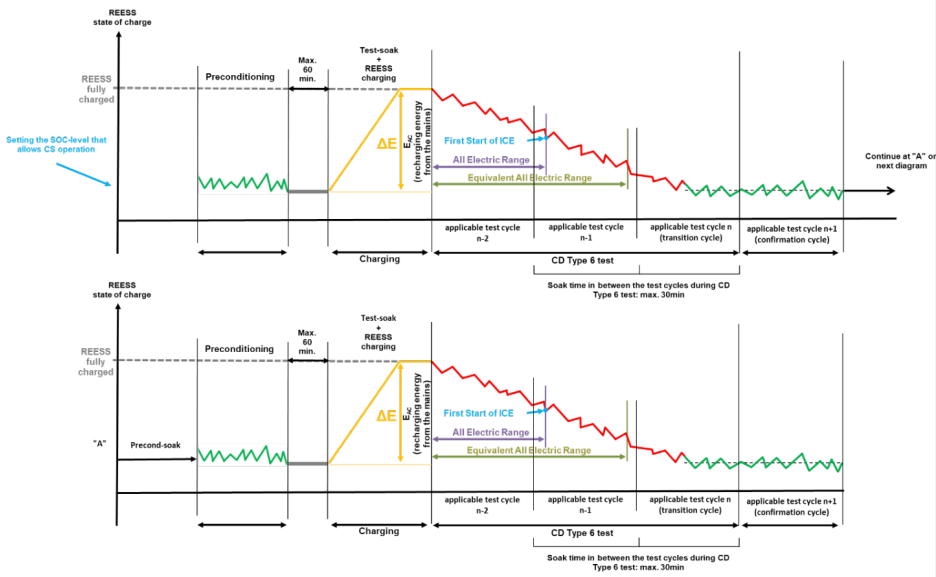 REESS
state of charge
REESS
fully
charged
Setting the SOC-level that
allows CS operation
Preconditioning
Max.
60
min.
Test-soak
+
REESS
charging
ΔE
EAC
(recharging energy
from the mains)
First Start of ICE
All Electric Range
Equivalent All Electric Range
Continue at "A" on
next diagram
applicable test cycle
n-2
applicable test cycle
n-1
applicable test cycle n
(transition cycle)
applicable test cycle n+1
(confirmation cycle)
Charging
CD Type 6 test
Soak time in between the test cycles during CD
Type 6 test: max. 30min
REESS
state of charge
REESS
fully
charged
"A"
Precond-soak
Preconditioning
Max.
60
min.
Test-soak
+
REESS
charging
ΔE
EAC
(recharging energy
from the mains)
First Start of ICE
All Electric Range
Equivalent All Electric Range
applicable test cycle
n-2
applicable test cycle
n-1
applicable test cycle n
(transition cycle)
applicable test cycle n+1
(confirmation cycle)
Charging
CD Type 6 test
Soak time in between the test cycles during CD
Type 6 test: max. 30min